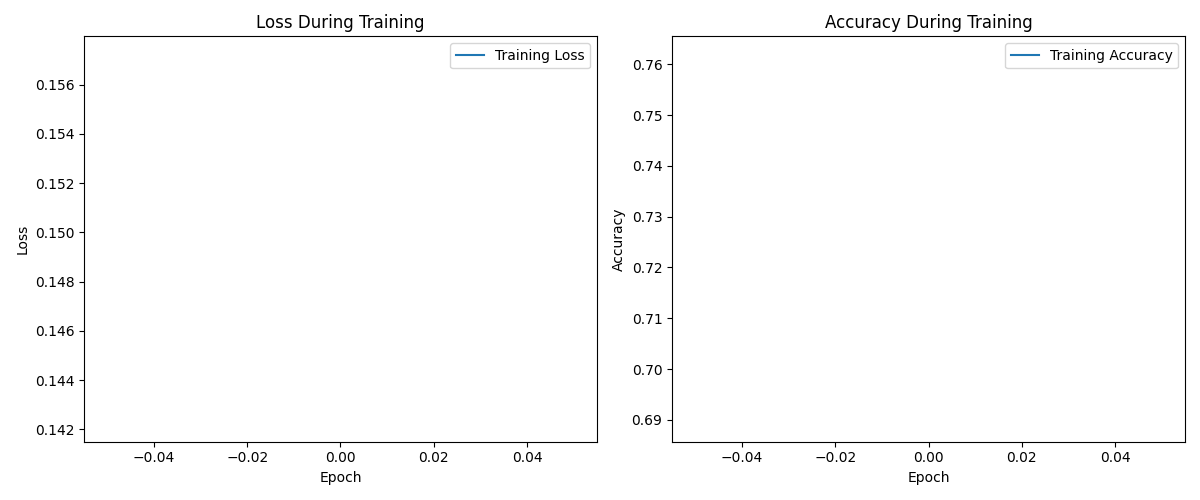 Loss During Training
Training Loss
0.156
0.154
0.152
0.150
0.148
0.146
0.144
0.142
Loss
−0.04 −0.02 0.00 0.02 0.04
Epoch
Accuracy During Training
Training Accuracy
0.76
0.75
0.74
0.73
0.72
0.71
0.70
0.69
Accuracy
−0.04 −0.02 0.00 0.02 0.04
Epoch